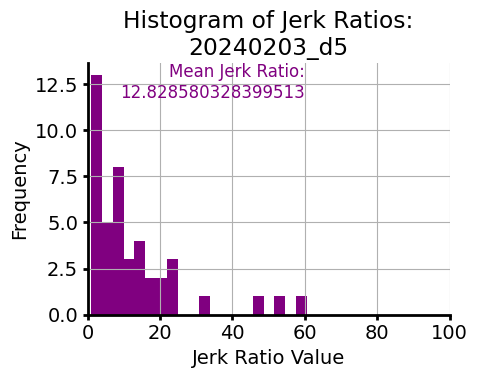 Histogram of Jerk Ratios:
20240203_d5
Mean Jerk Ratio:
12.828580328399513
12.5
10.0
7.5
5.0
2.5
0.0
Frequency
0 20 40 60 80 100
Jerk Ratio Value